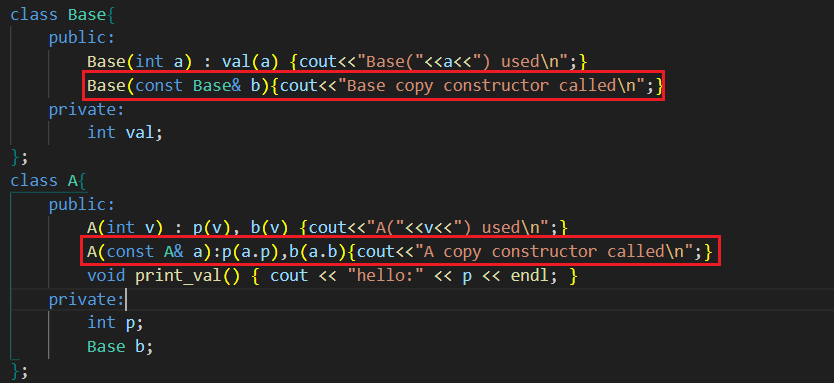 class Base{
    public:
        Base(int a) : val(a) {cout<<"Base("<<a<<") used\n";}
        Base(const Base& b){cout<<"Base copy constructor called\n";}
    private:
        int val;
};
class A{
    public:
        A(int v) : p(v), b(v) {cout<<"A("<<v<<") used\n";}
        A(const A& a):p(a.p),b(a.b){cout<<"A copy constructor called\n";}
        void print_val() { cout << "hello:" << p << endl; }
    private:
        int p;
        Base b;
};